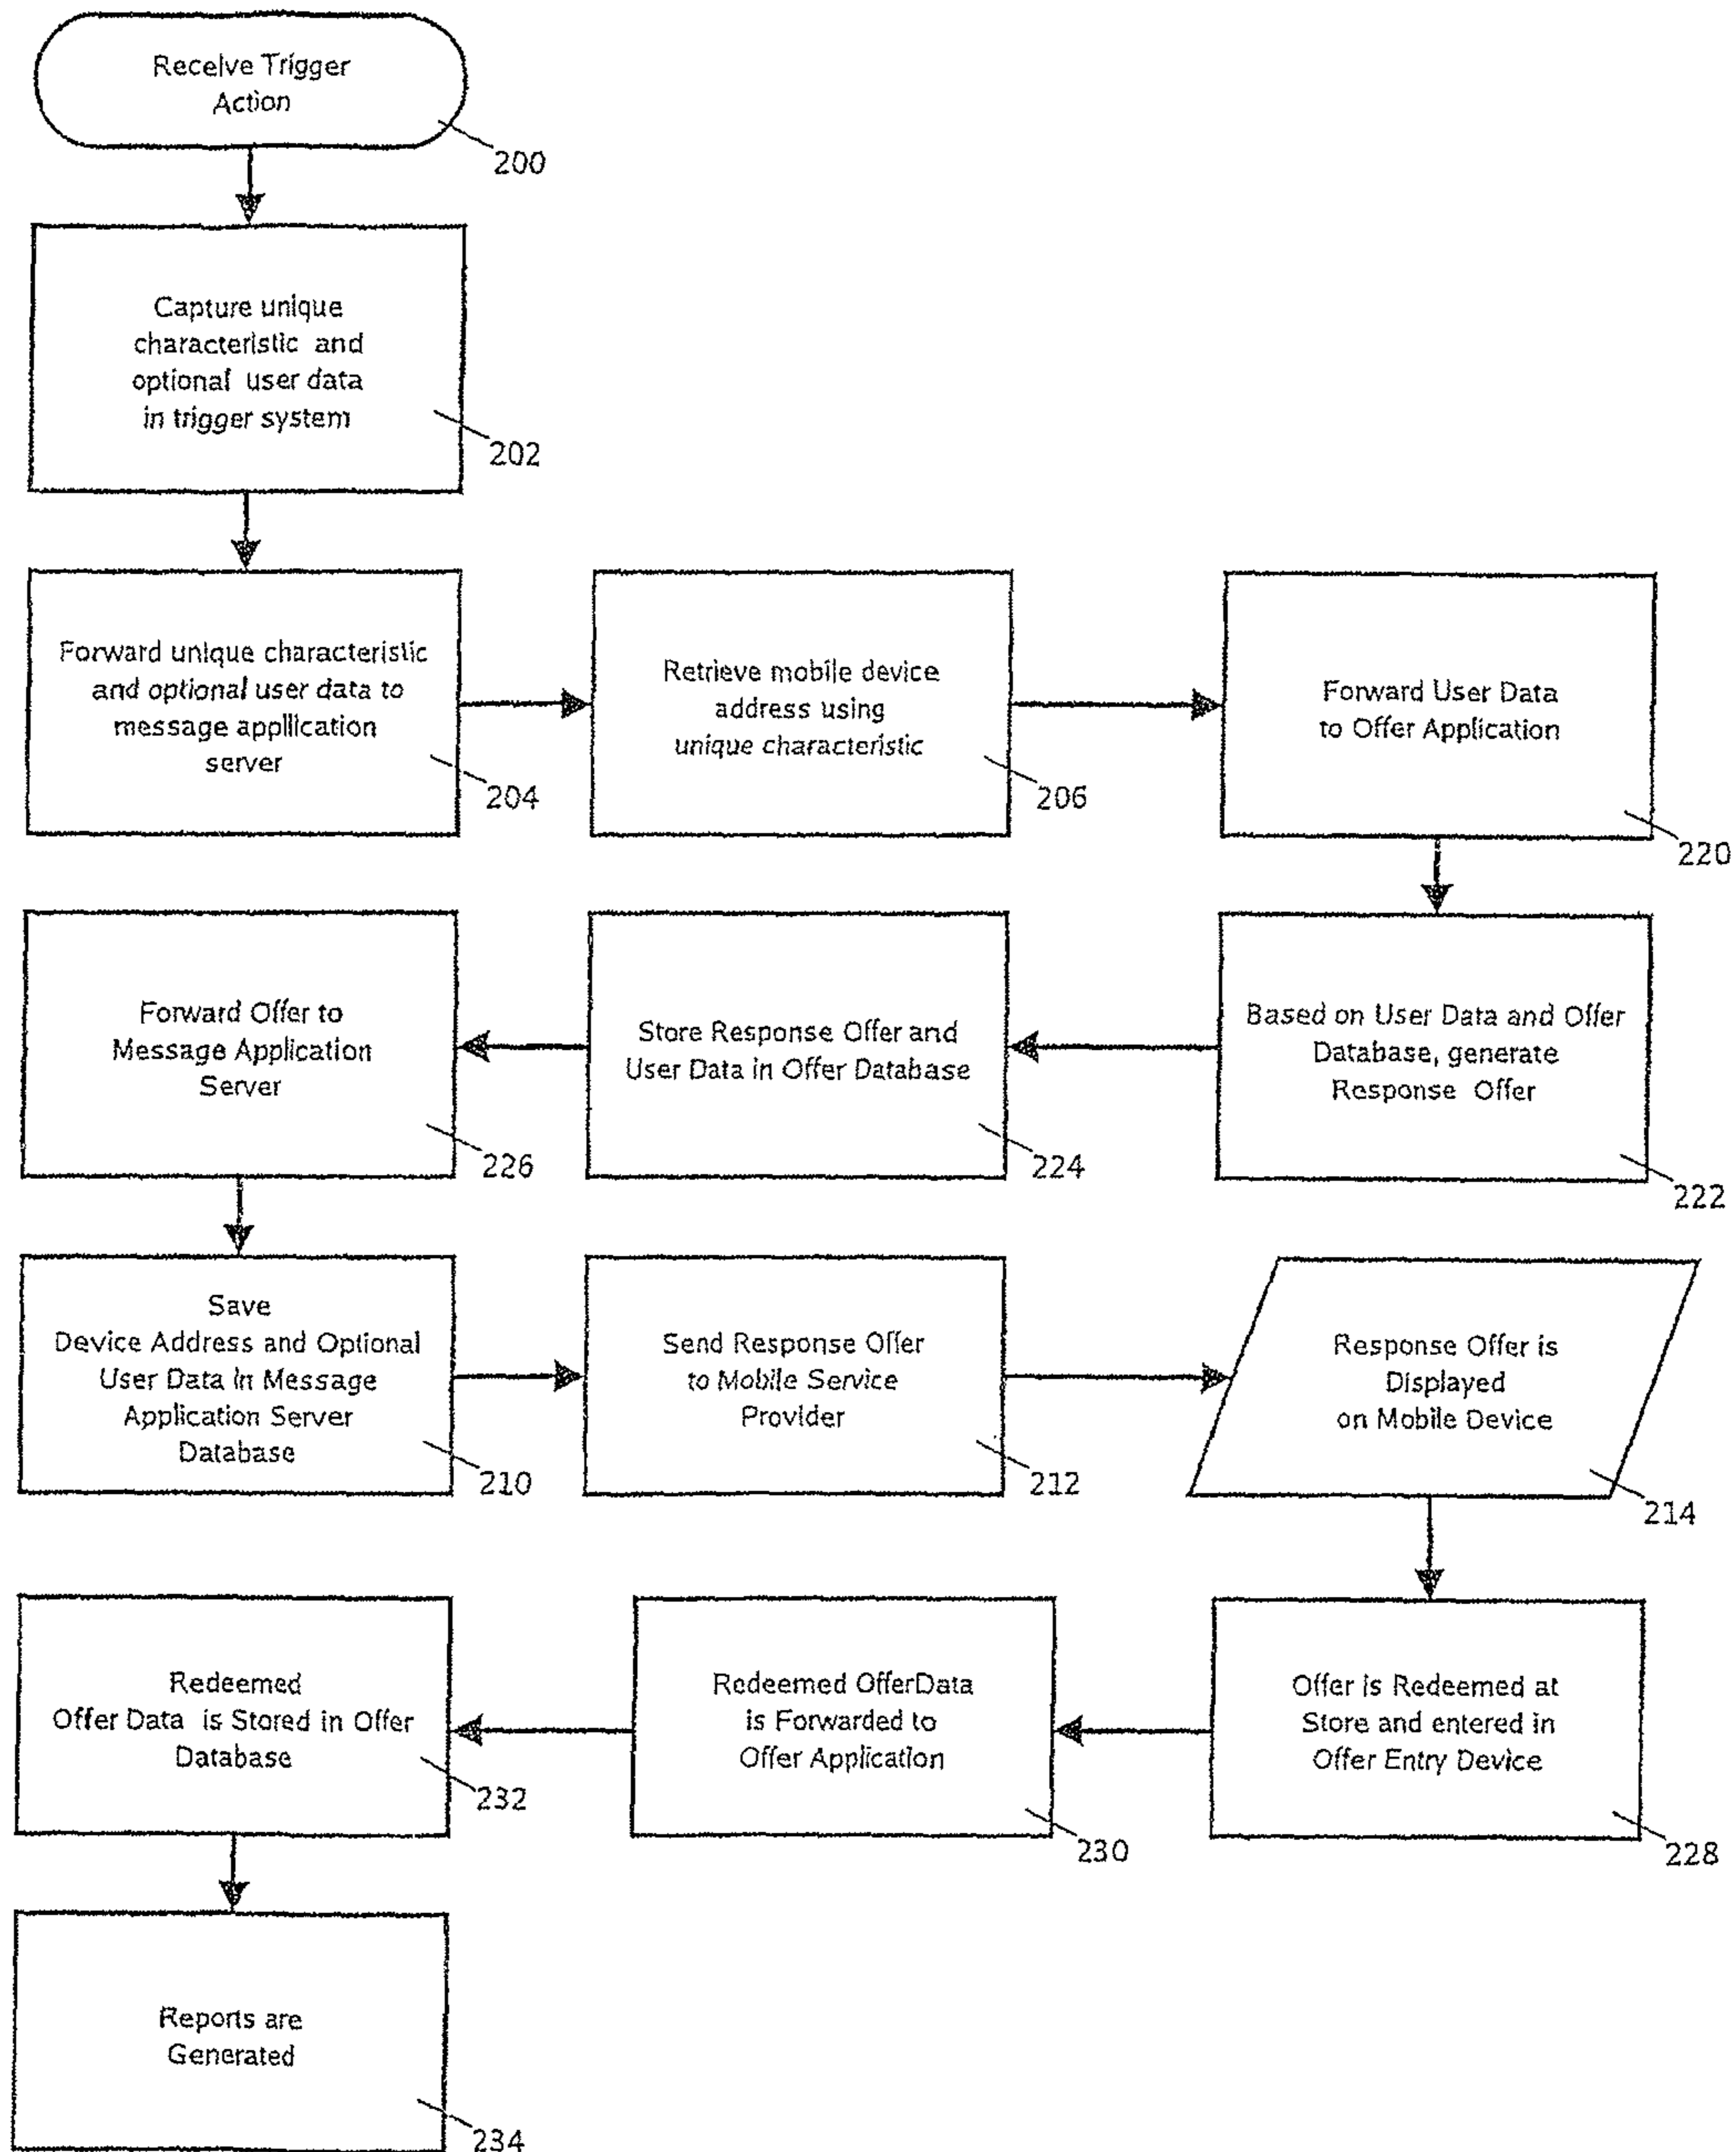 Receive Trigger
Action
200
Capture unique
characteristic and
optional user data
in trigger system
202
Forward unique characteristic
and optional user data to
message appllication
server
204
Retrieve mobile device
address using
unique characteristic
206
Forward User Data
to Offer Application
220
Based on User Data and Offer
Database, generate
Response Offer
222
Store Response Offer and
User Data in Offer Database
224
Forward Offer to
Message Application
Server
226
Save
Device Address and Optional
User Data in Message
Application Server
Database
210
Send Response Offer
to Mobile Service
Provider
212
Response Offer is
Displayed
on Mobile Device
214
Offer is Redeemed at
Store and entered in
Offer Entry Device
228
Redeemed OfferData
is Forwarded to
Offer Application
230
Redeemed
Offer Data is Stored in Offer
Database
232
Reports are
Generated
234